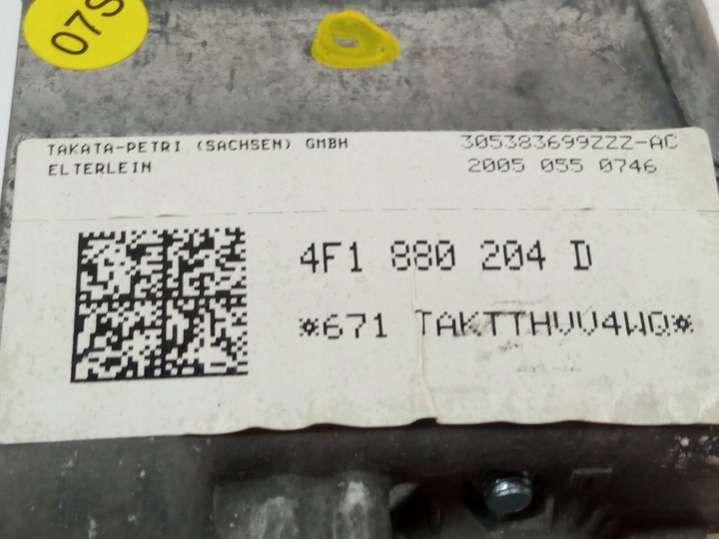 07S
TAKATA-PETRI (SACHSEN) GMBH
ELTERLEIN
305383699ZZZ-AC
2005 055 0746
4F1 880 204 D
*671 TAKTTHVV4WQ*